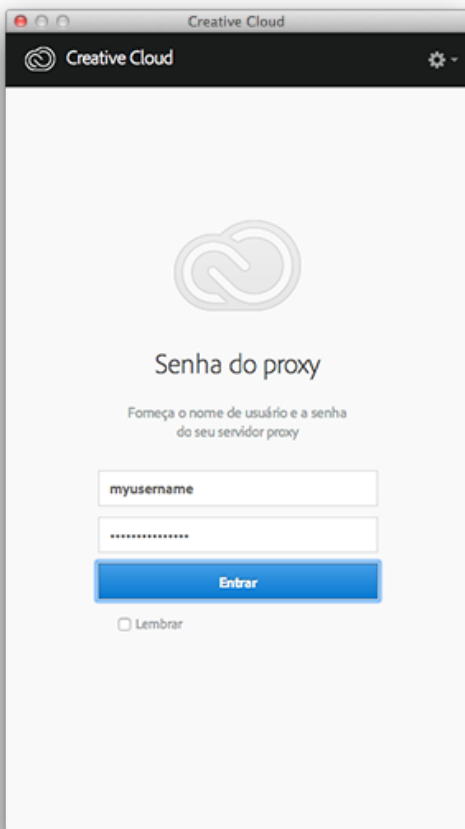 Creative Cloud
Creative Cloud
Senha do proxy
Forneça o nome de usuário e a senha
do seu servidor proxy
myusername
•••••••••••••••
Entrar
Lembrar